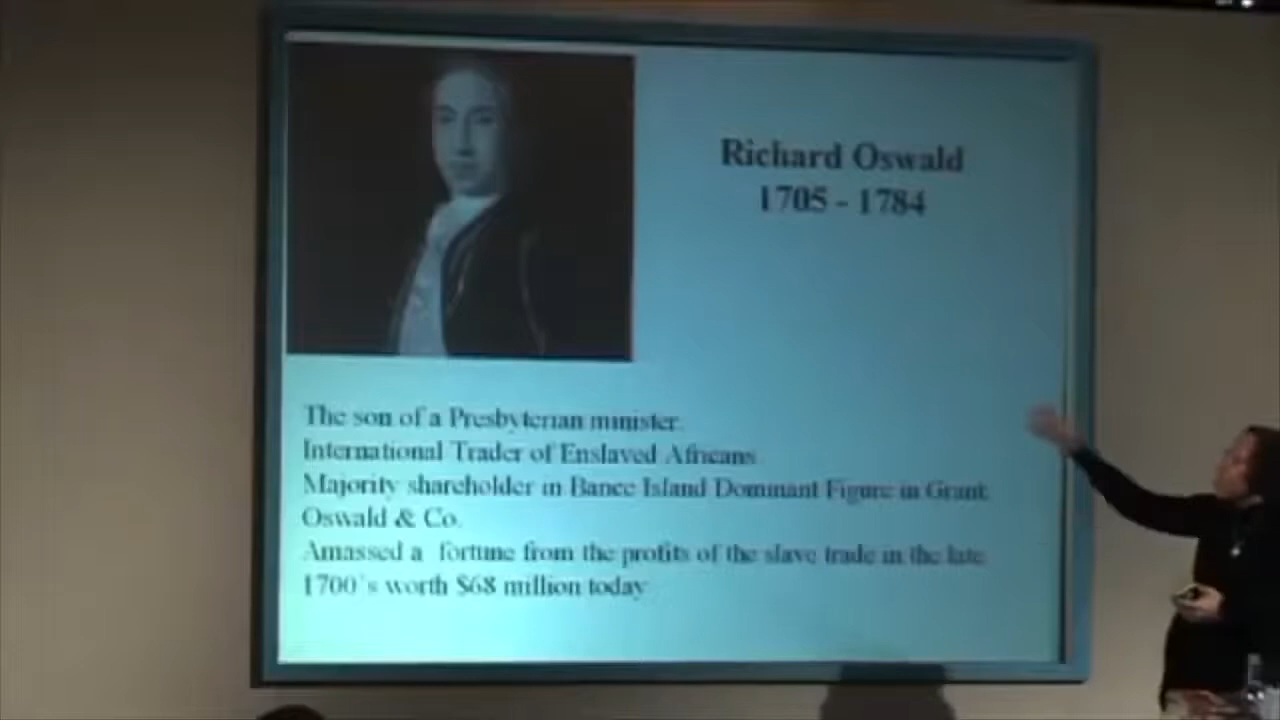 Richard Oswald
1705 - 1784
The son of a Presbyterian minister.
International Trader of Enslaved Africans
Majority shareholder in Bance Island Dominant Figure in Grant
Oswald & Co.
Amassed a fortune from the profits of the slave trade in the late
1700's worth $68 million today